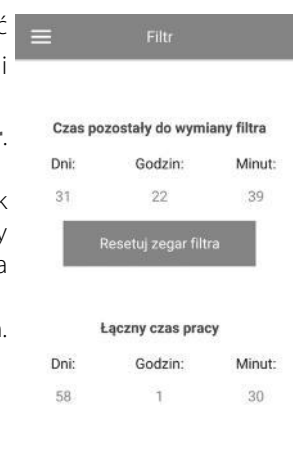 Filtr
Czas pozostały do wymiany filtra
Dni: Godzin: Minut:
31 22 39
Resetuj zegar filtra
Łączny czas pracy
Dni: Godzin: Minut:
58 1 30